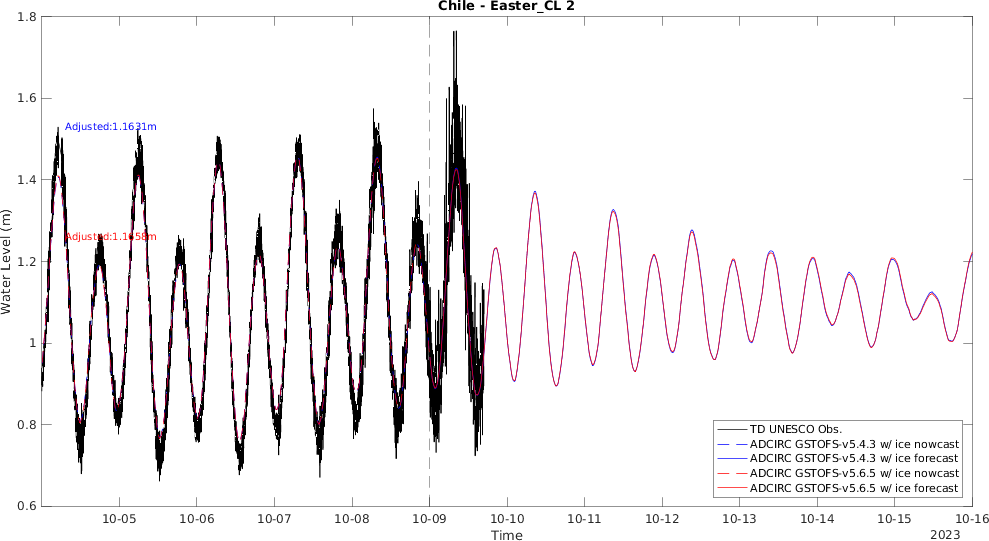 Chile - Easter_CL 2
1.8
1.6
1.4
1.2
1
0.8
0.6
Water Level (m)
Adjusted:1.1631m
Adjusted:1.1658m
TD UNESCO Obs.
ADCIRC GSTOFS-v5.4.3 w/ ice nowcast
ADCIRC GSTOFS-v5.4.3 w/ ice forecast
ADCIRC GSTOFS-v5.6.5 w/ ice nowcast
ADCIRC GSTOFS-v5.6.5 w/ ice forecast
10-05 10-06 10-07 10-08 10-09 10-10 10-11 10-12 10-13 10-14 10-15 10-16
Time
2023